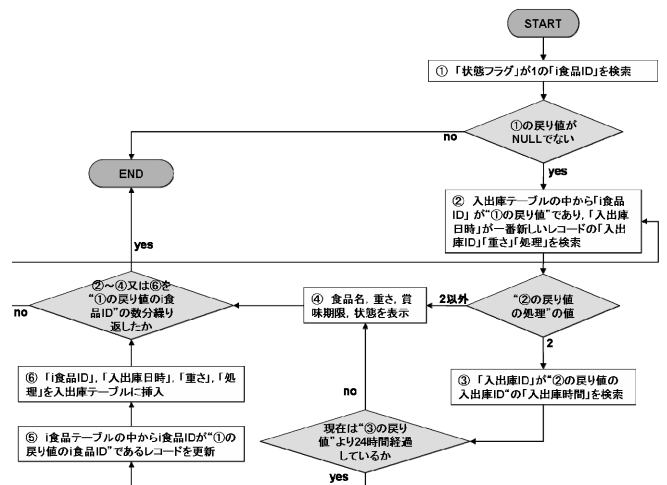 START
① 「状態フラグ」が1の「i食品ID」を検索
①の戻り値が
NULLでない
no
yes
END
② 入出庫テーブルの中から「i食品
ID」が“①の戻り値”であり,「入出庫
日時」が一番新しいレコードの「入出
庫ID」「重さ」「処理」を検索
yes
②～④又は⑥を
“①の戻り値のi食
品ID”の数分繰り
返したか
no
④ 食品名, 重さ, 賞
味期限, 状態を表示
2以外
“②の戻り値
の処理”の値
2
⑥ 「i食品ID」,「入出庫日時」,「重さ」,「処
理」を入出庫テーブルに挿入
③ 「入出庫ID」が“②の戻り値の
入出庫ID“の「入出庫時間」を検索
no
⑤ i食品テーブルの中からi食品IDが“①の
戻り値のi食品ID”であるレコードを更新
現在は“③の戻り
値”より24時間経過
しているか
yes